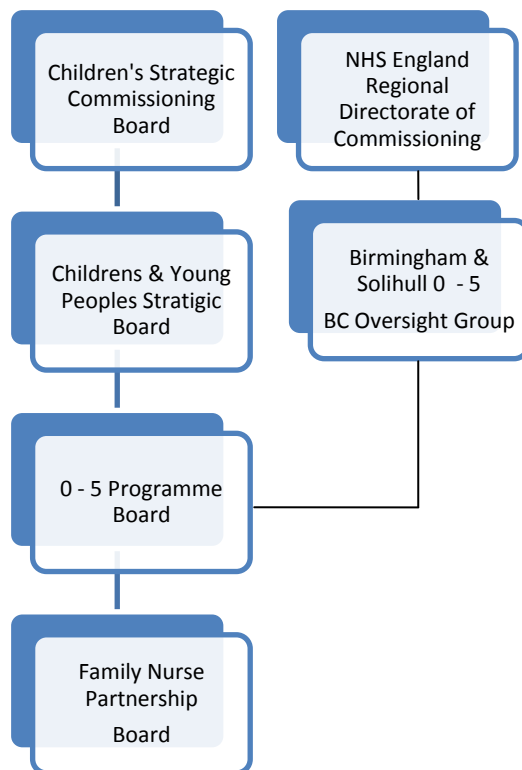 Children's Strategic
Commissioning
Board
NHS England
Regional
Directorate of
Commissioning
Childrens & Young
Peoples Stratigic
Board
Birmingham &
Solihull 0 - 5
BC Oversight Group
0 - 5 Programme
Board
Family Nurse
Partnership
Board